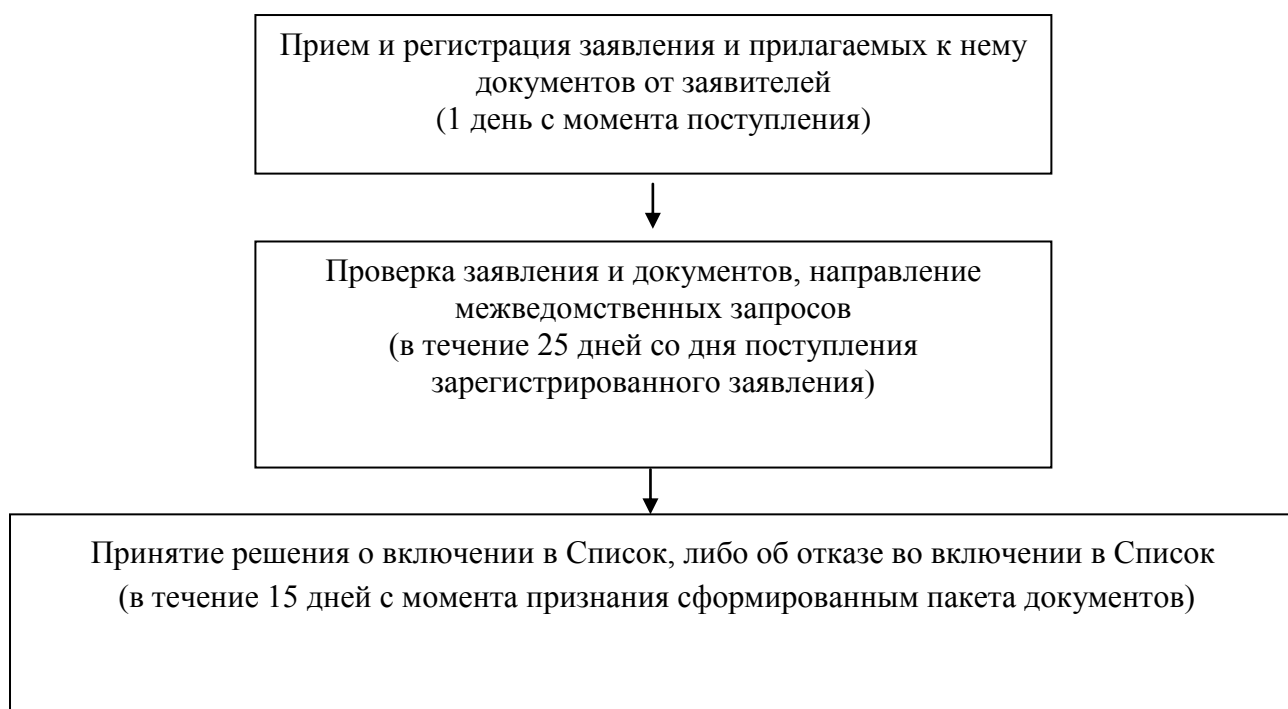 Прием и регистрация заявления и прилагаемых к нему
документов от заявителей
(1 день с момента поступления)
Проверка заявления и документов, направление
межведомственных запросов
(в течение 25 дней со дня поступления
зарегистрированного заявления)
Принятие решения о включении в Список, либо об отказе во включении в Список
(в течение 15 дней с момента признания сформированным пакета документов)